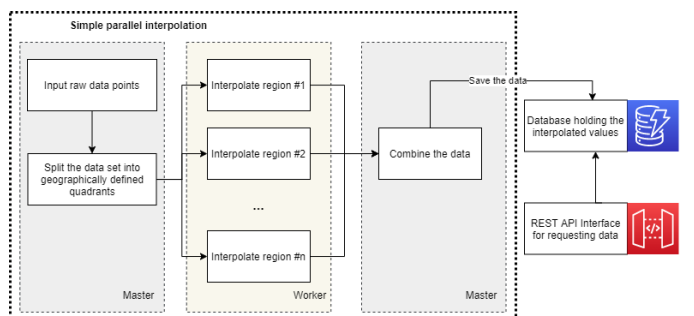 Simple parallel interpolation
Input raw data points
Split the data set into
geographically defined
quadrants
Master
Interpolate region #1
Interpolate region #2
...
Interpolate region #n
Worker
Combine the data
Master
Save the data
Database holding the
interpolated values
REST API Interface
for requesting data